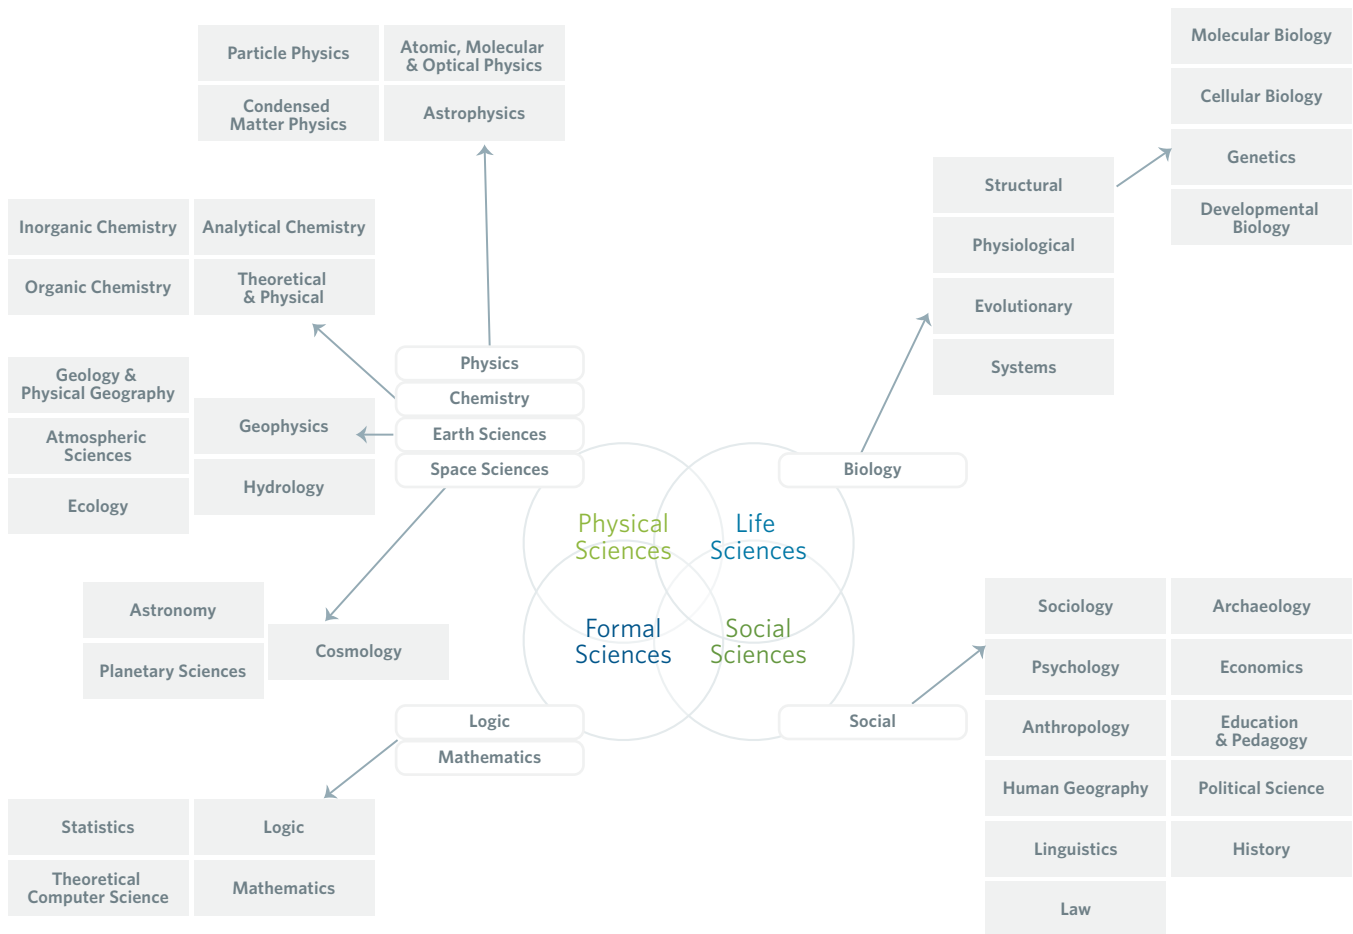 Particle Physics
Atomic, Molecular
& Optical Physics
Condensed
Matter Physics
Astrophysics
Inorganic Chemistry
Analytical Chemistry
Organic Chemistry
Theoretical
& Physical
Geology &
Physical Geography
Geophysics
Atmospheric
Sciences
Hydrology
Ecology
Physics
Chemistry
Earth Sciences
Space Sciences
Astronomy
Cosmology
Planetary Sciences
Physical
Sciences
Life
Sciences
Formal
Sciences
Social
Sciences
Logic
Mathematics
Statistics
Logic
Theoretical
Computer Science
Mathematics
Biology
Structural
Physiological
Evolutionary
Systems
Molecular Biology
Cellular Biology
Genetics
Developmental
Biology
Social
Sociology
Archaeology
Psychology
Economics
Anthropology
Education
& Pedagogy
Human Geography
Political Science
Linguistics
History
Law